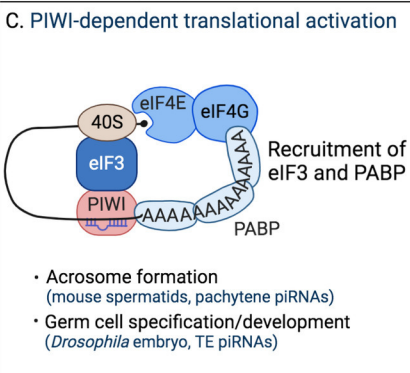 C. PIWI-dependent translational activation
eIF4E
eIF4G
40S
eIF3
PIWI
AAAAAAAAAAAAAAA
PABP
Recruitment of
eIF3 and PABP
· Acrosome formation
(mouse spermatids, pachytene piRNAs)
· Germ cell specification/development
(Drosophila embryo, TE piRNAs)